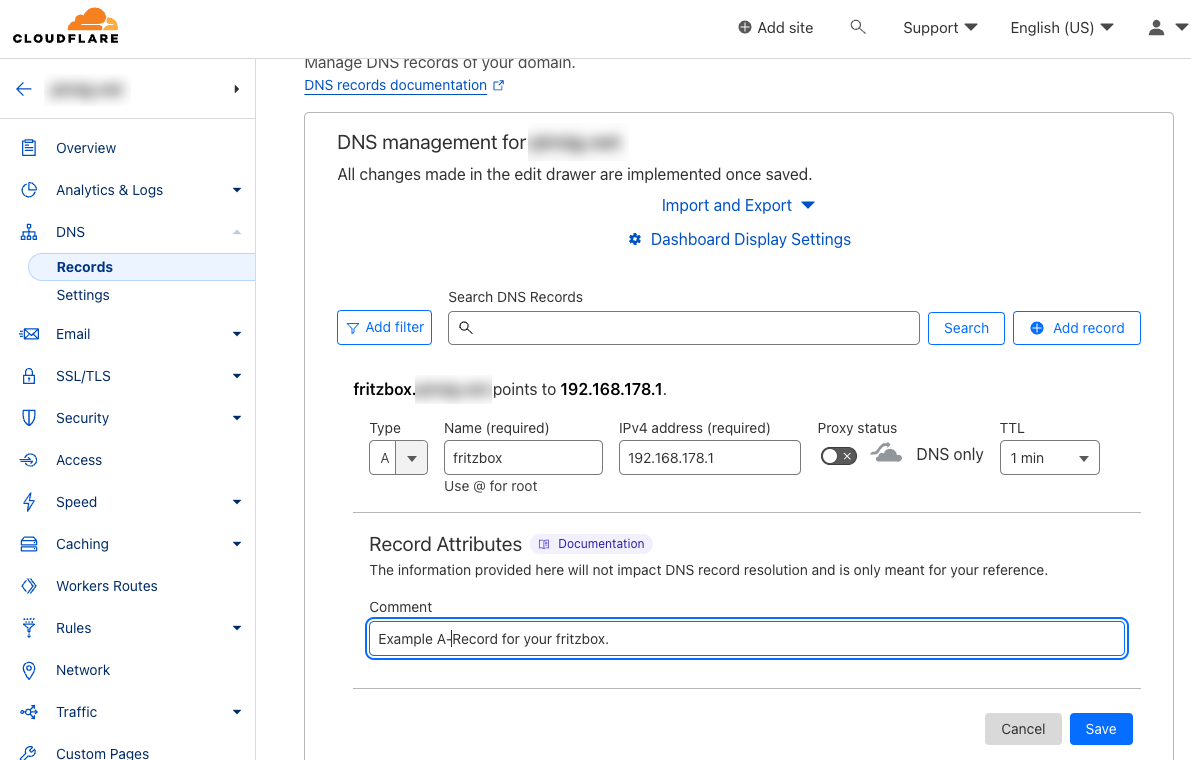 CLOUDFLARE
Add site
Support
English (US)
Overview
Analytics & Logs
DNS
Records
Settings
Email
SSL/TLS
Security
Access
Speed
Caching
Workers Routes
Rules
Network
Traffic
Custom Pages
Manage DNS records of your domain.
DNS records documentation
DNS management for
All changes made in the edit drawer are implemented once saved.
Import and Export
Dashboard Display Settings
Search DNS Records
Add filter
Search
Add record
fritzbox. points to 192.168.178.1.
Type Name (required) IPv4 address (required) Proxy status TTL
A fritzbox 192.168.178.1 DNS only 1 min
Use @ for root
Record Attributes Documentation
The information provided here will not impact DNS record resolution and is only meant for your reference.
Comment
Example A-Record for your fritzbox.
Cancel Save